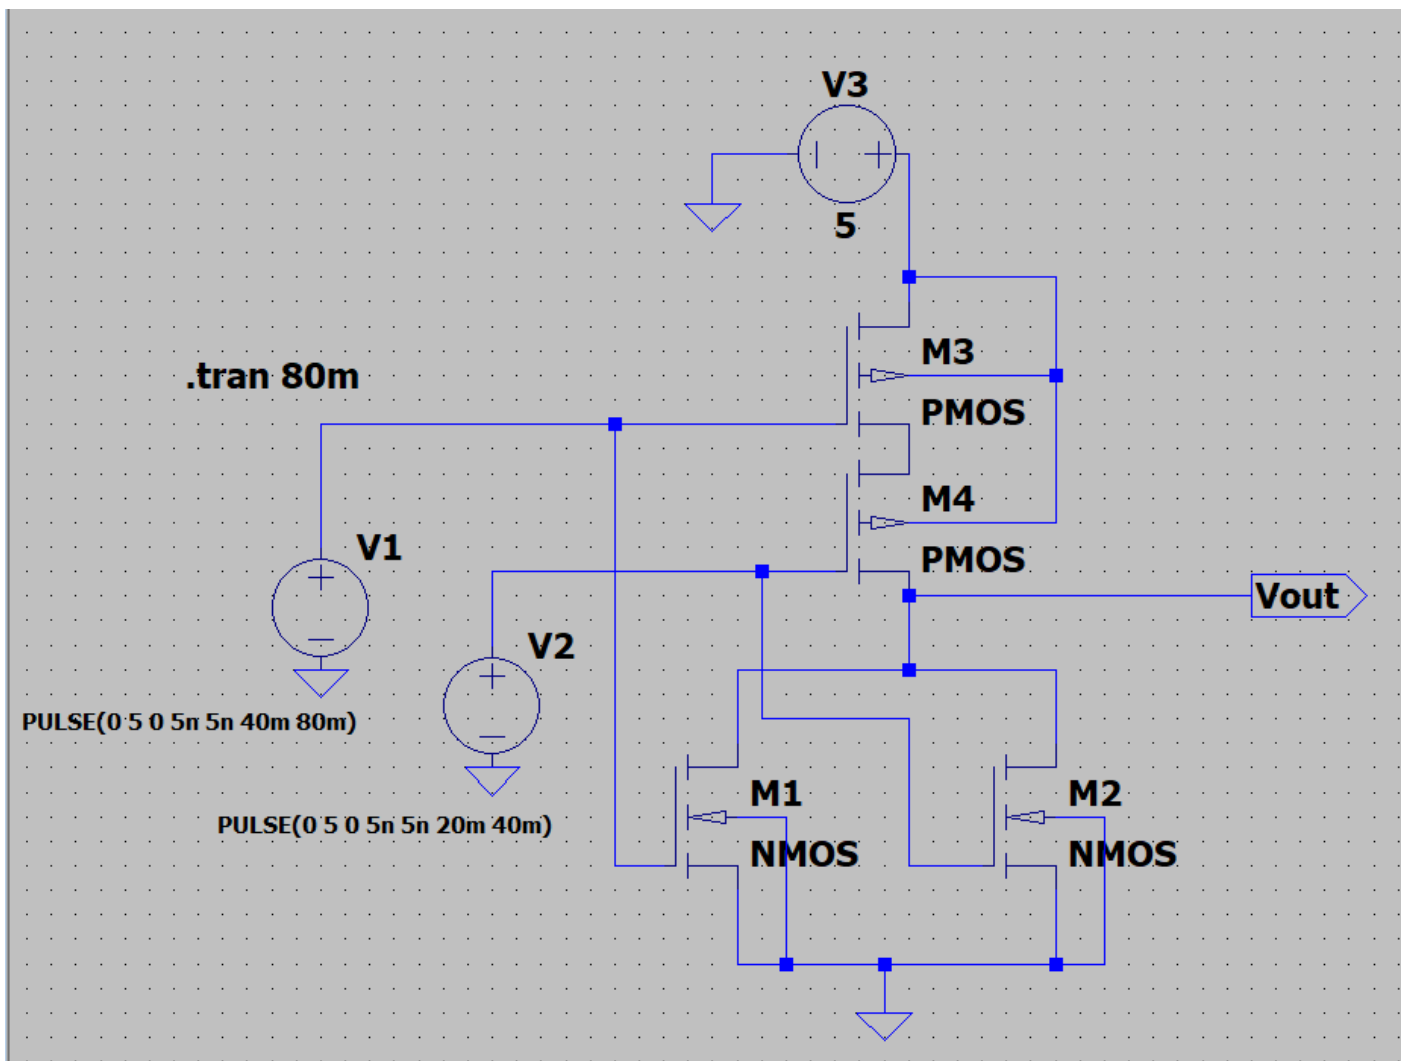 V3
5
M3
.tran 80m
PMOS
M4
V1
PMOS
Vout
V2
PULSE(0 5 0 5n 5n 40m 80m)
M1
M2
PULSE(0 5 0 5n 5n 20m 40m)
NMOS
NMOS